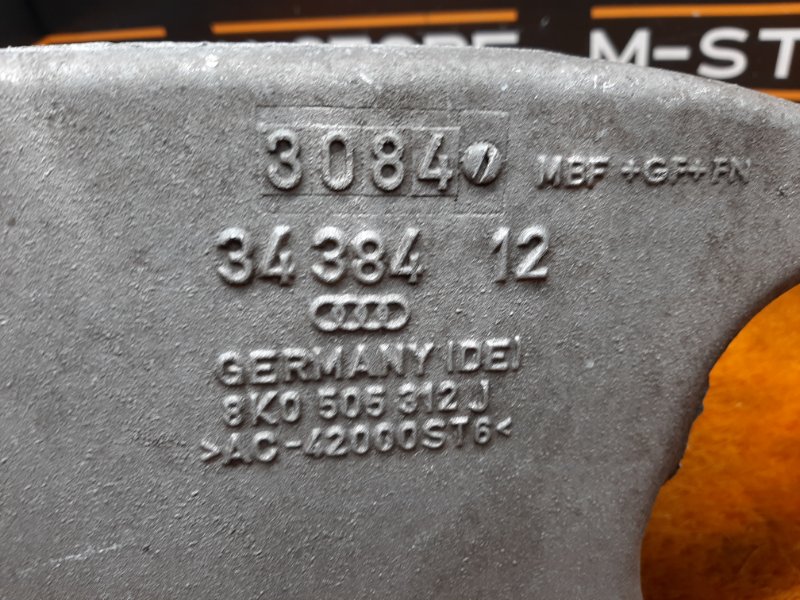 M-ST
3084 MBF +GF+ FN
34 384 12
GERMANY (DE)
8K0 505 312 J
>AC-42000ST6<